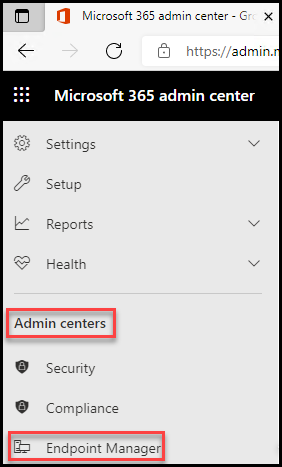 Microsoft 365 admin center - Gro
https://admin.m
Microsoft 365 admin center
Settings
Setup
Reports
Health
Admin centers
Security
Compliance
Endpoint Manager